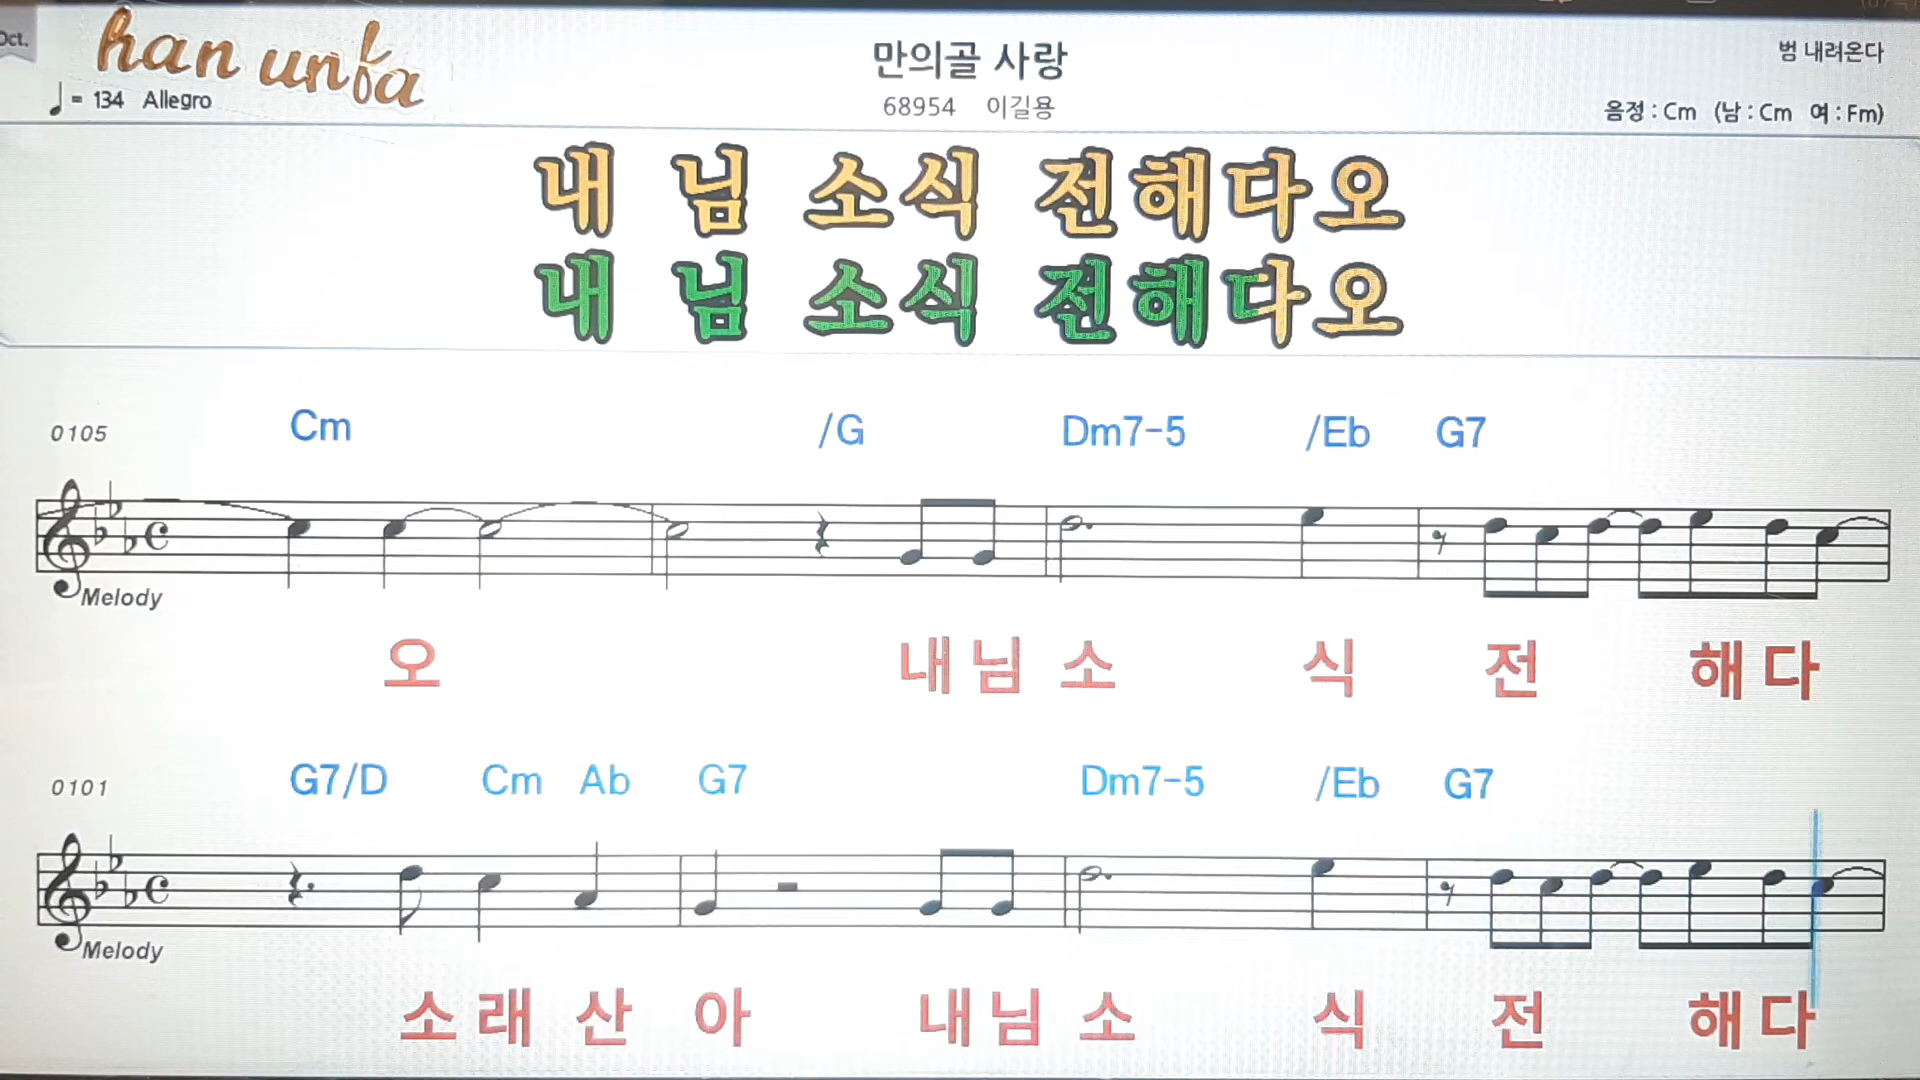 Oct.
han unfa
만의골 사랑
범 내려온다
♩= 134 Allegro
68954 이길용
음정 : Cm (남 : Cm 여 : Fm)
내 님 소식 전해다오
내 님 소식 전해다오
0105 Cm /G Dm7-5 /Eb G7
Melody
오 내님 소 식 전 해다
0101 G7/D Cm Ab G7 Dm7-5 /Eb G7
Melody
소래 산 아 내님 소 식 전 해다